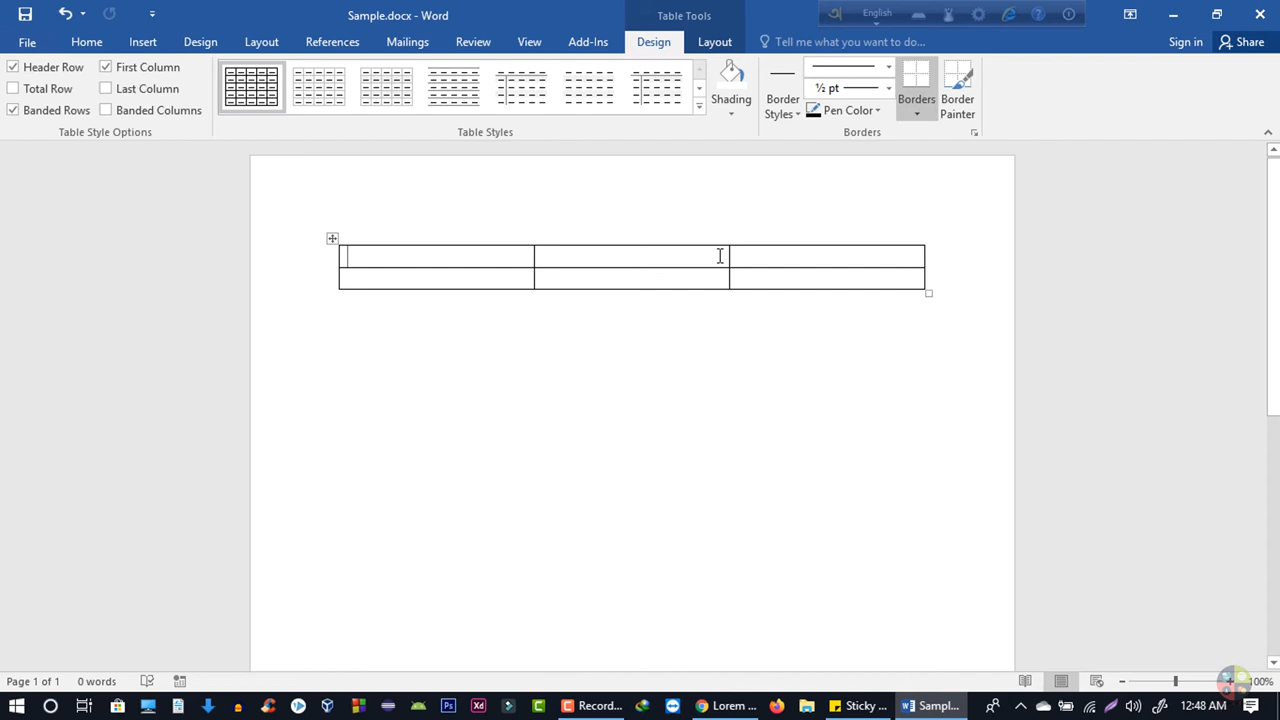 Sample.docx - Word
Table Tools
English
File
Home
Insert
Design
Layout
References
Mailings
Review
View
Add-Ins
Design
Layout
Tell me what you want to do...
Sign in
Share
Header Row
First Column
Total Row
Last Column
Banded Rows
Banded Columns
Table Style Options
Table Styles
Shading
Border
Styles
½ pt
Pen Color
Borders
Border
Painter
Borders
Page 1 of 1
0 words
100%
Record...
Lorem ...
Sticky ...
Sampl...
12:48 AM